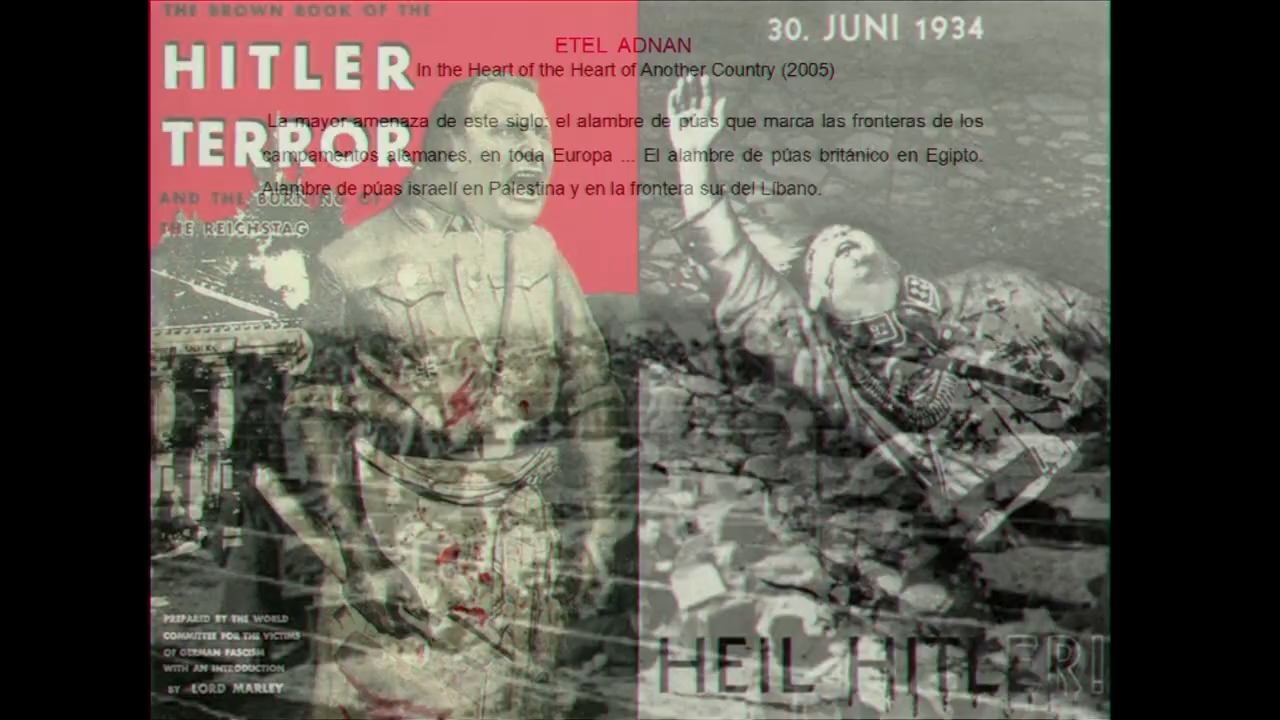 THE BROWN BOOK OF THE
HITLER
TERROR
AND THE BURNING OF
THE REICHSTAG
PREPARED BY THE WORLD
COMMITTEE FOR THE VICTIMS
OF GERMAN FASCISM
WITH AN INTRODUCTION
BY LORD MARLEY
30. JUNI 1934
HEIL HITLER!
ETEL ADNAN
In the Heart of the Heart of Another Country (2005)
La mayor amenaza de este siglo: el alambre de púas que marca las fronteras de los
campamentos alemanes, en toda Europa ... El alambre de púas británico en Egipto.
Alambre de púas israelí en Palestina y en la frontera sur del Líbano.